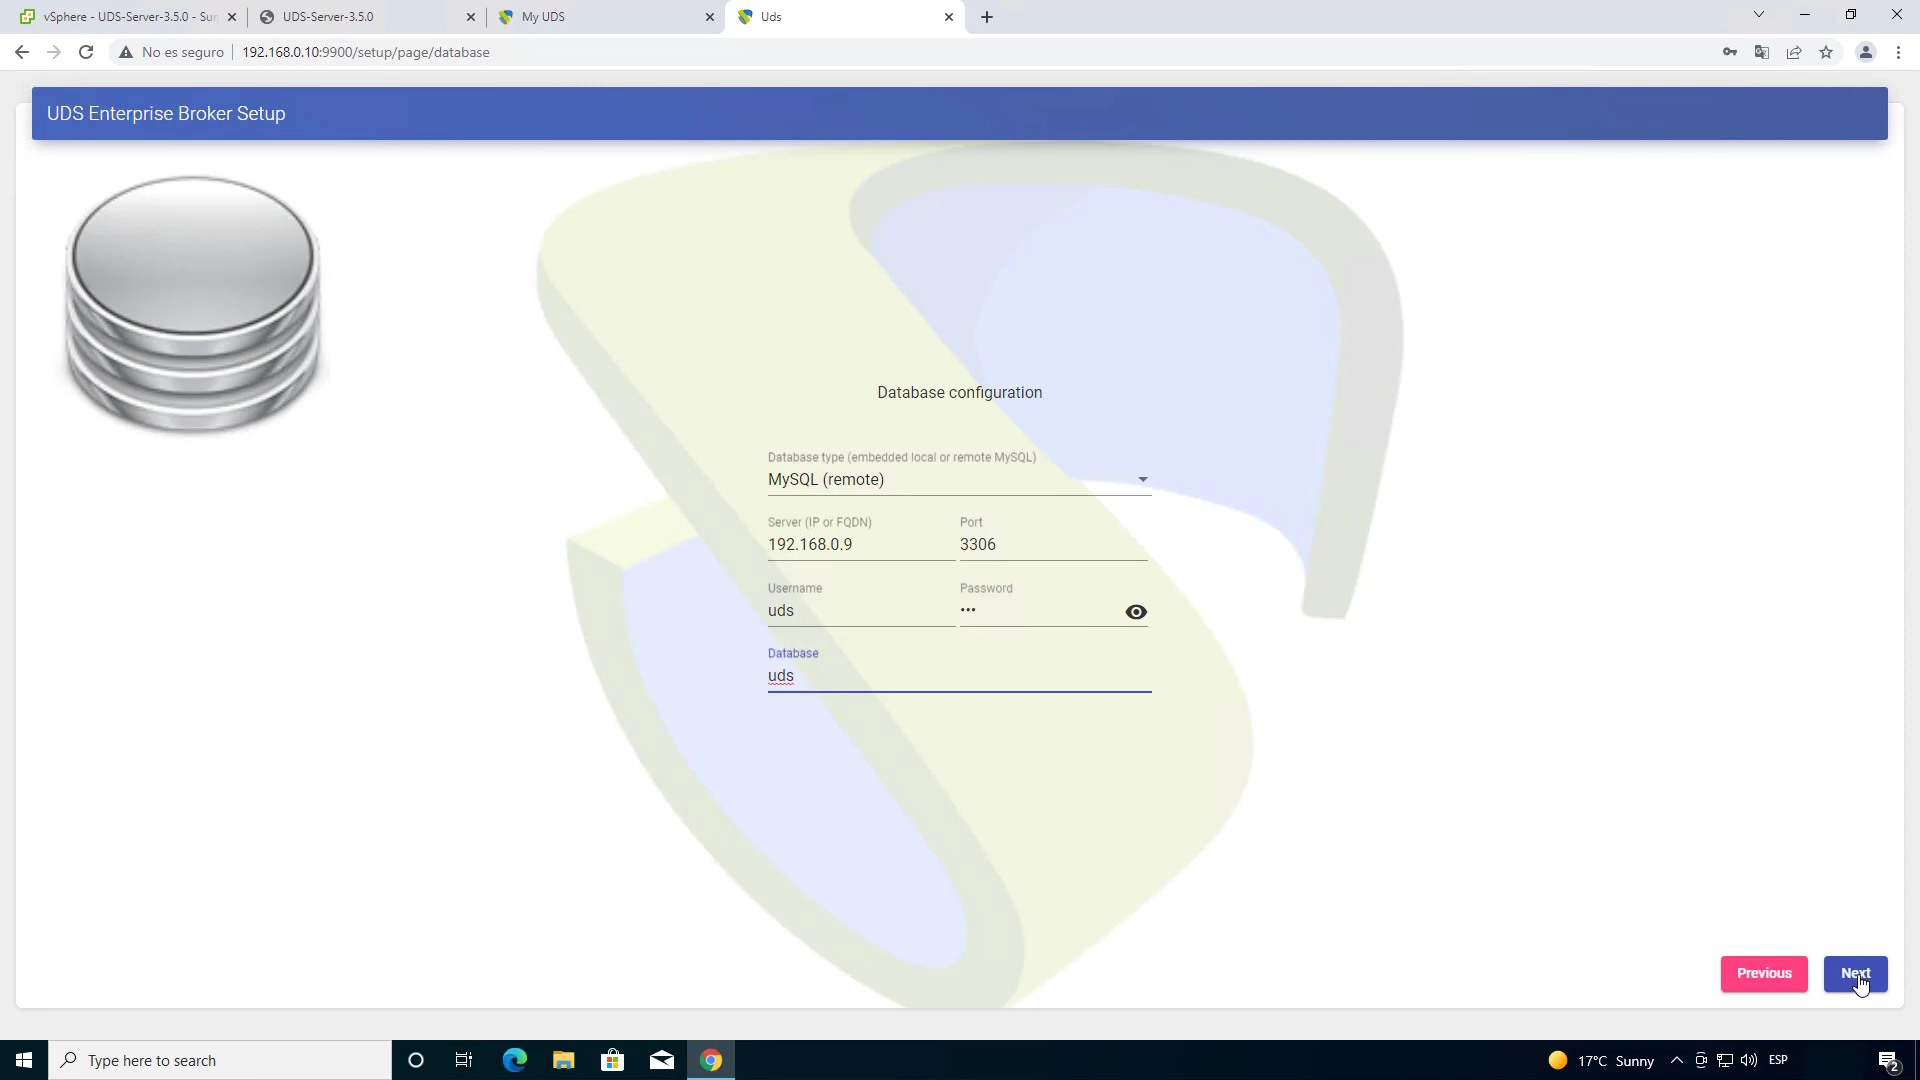 vSphere - UDS-Server-3.5.0 - Sun
UDS-Server-3.5.0
My UDS
Uds
No es seguro
192.168.0.10:9900/setup/page/database
UDS Enterprise Broker Setup
Database configuration
Database type (embedded local or remote MySQL)
MySQL (remote)
Server (IP or FQDN)
Port
192.168.0.9
3306
Username
Password
uds
•••
Database
uds
Previous
Next
Type here to search
17°C Sunny
ESP
2